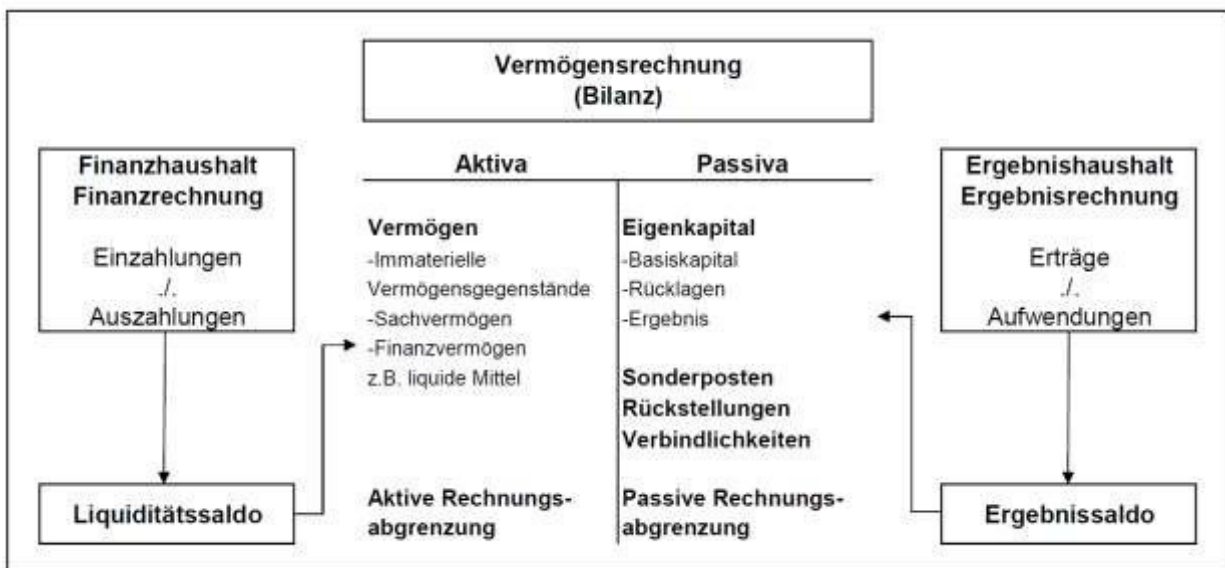 Vermögensrechnung
(Bilanz)
Finanzhaushalt
Finanzrechnung
Einzahlungen
./.
Auszahlungen
Liquiditätssaldo
Aktiva
Vermögen
-Immaterielle
Vermögensgegenstände
-Sachvermögen
-Finanzvermögen
z.B. liquide Mittel
Aktive Rechnungs-
abgrenzung
Passiva
Eigenkapital
-Basiskapital
-Rücklagen
-Ergebnis
Sonderposten
Rückstellungen
Verbindlichkeiten
Passive Rechnungs-
abgrenzung
Ergebnishaushalt
Ergebnisrechnung
Erträge
./.
Aufwendungen
Ergebnissaldo